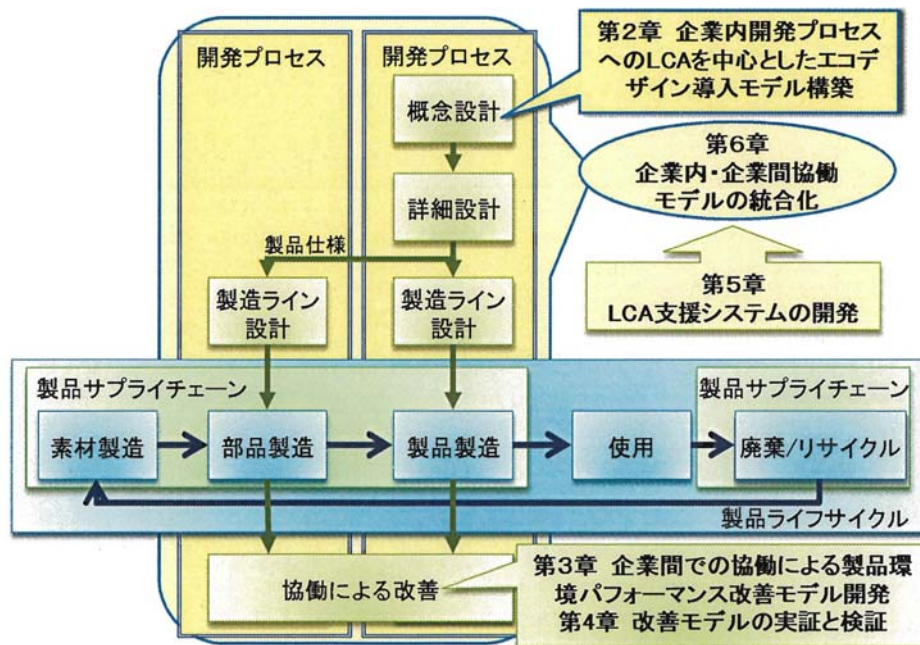 開発プロセス
開発プロセス
第2章 企業内開発プロセス
へのLCAを中心としたエコデ
ザイン導入モデル構築
概念設計
第6章
企業内・企業間協働
モデルの統合化
詳細設計
製品仕様
製造ライン
設計
製造ライン
設計
第5章
LCA支援システムの開発
製品サプライチェーン
製品サプライチェーン
素材製造
部品製造
製品製造
使用
廃棄/リサイクル
製品ライフサイクル
協働による改善
第3章 企業間での協働による製品環
境パフォーマンス改善モデル開発
第4章 改善モデルの実証と検証